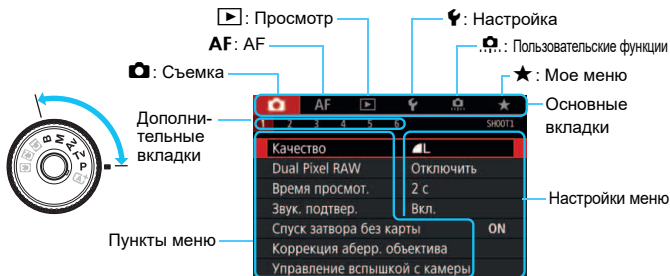 ▶: Просмотр
AF: AF
: Съемка
: Настройка
: Пользовательские функции
★: Мое меню
Дополни-
тельные
вкладки
Основные
вкладки
AF
1 2 3 4 5 6 SHOOT1
Качество L
Dual Pixel RAW Отключить
Время просмот. 2 с
Звук. подтвер. Вкл.
Спуск затвора без карты ON
Коррекция аберр. объектива
Управление вспышкой с камеры
Настройки меню
Пункты меню
B
M
Av
Tv
P
A+